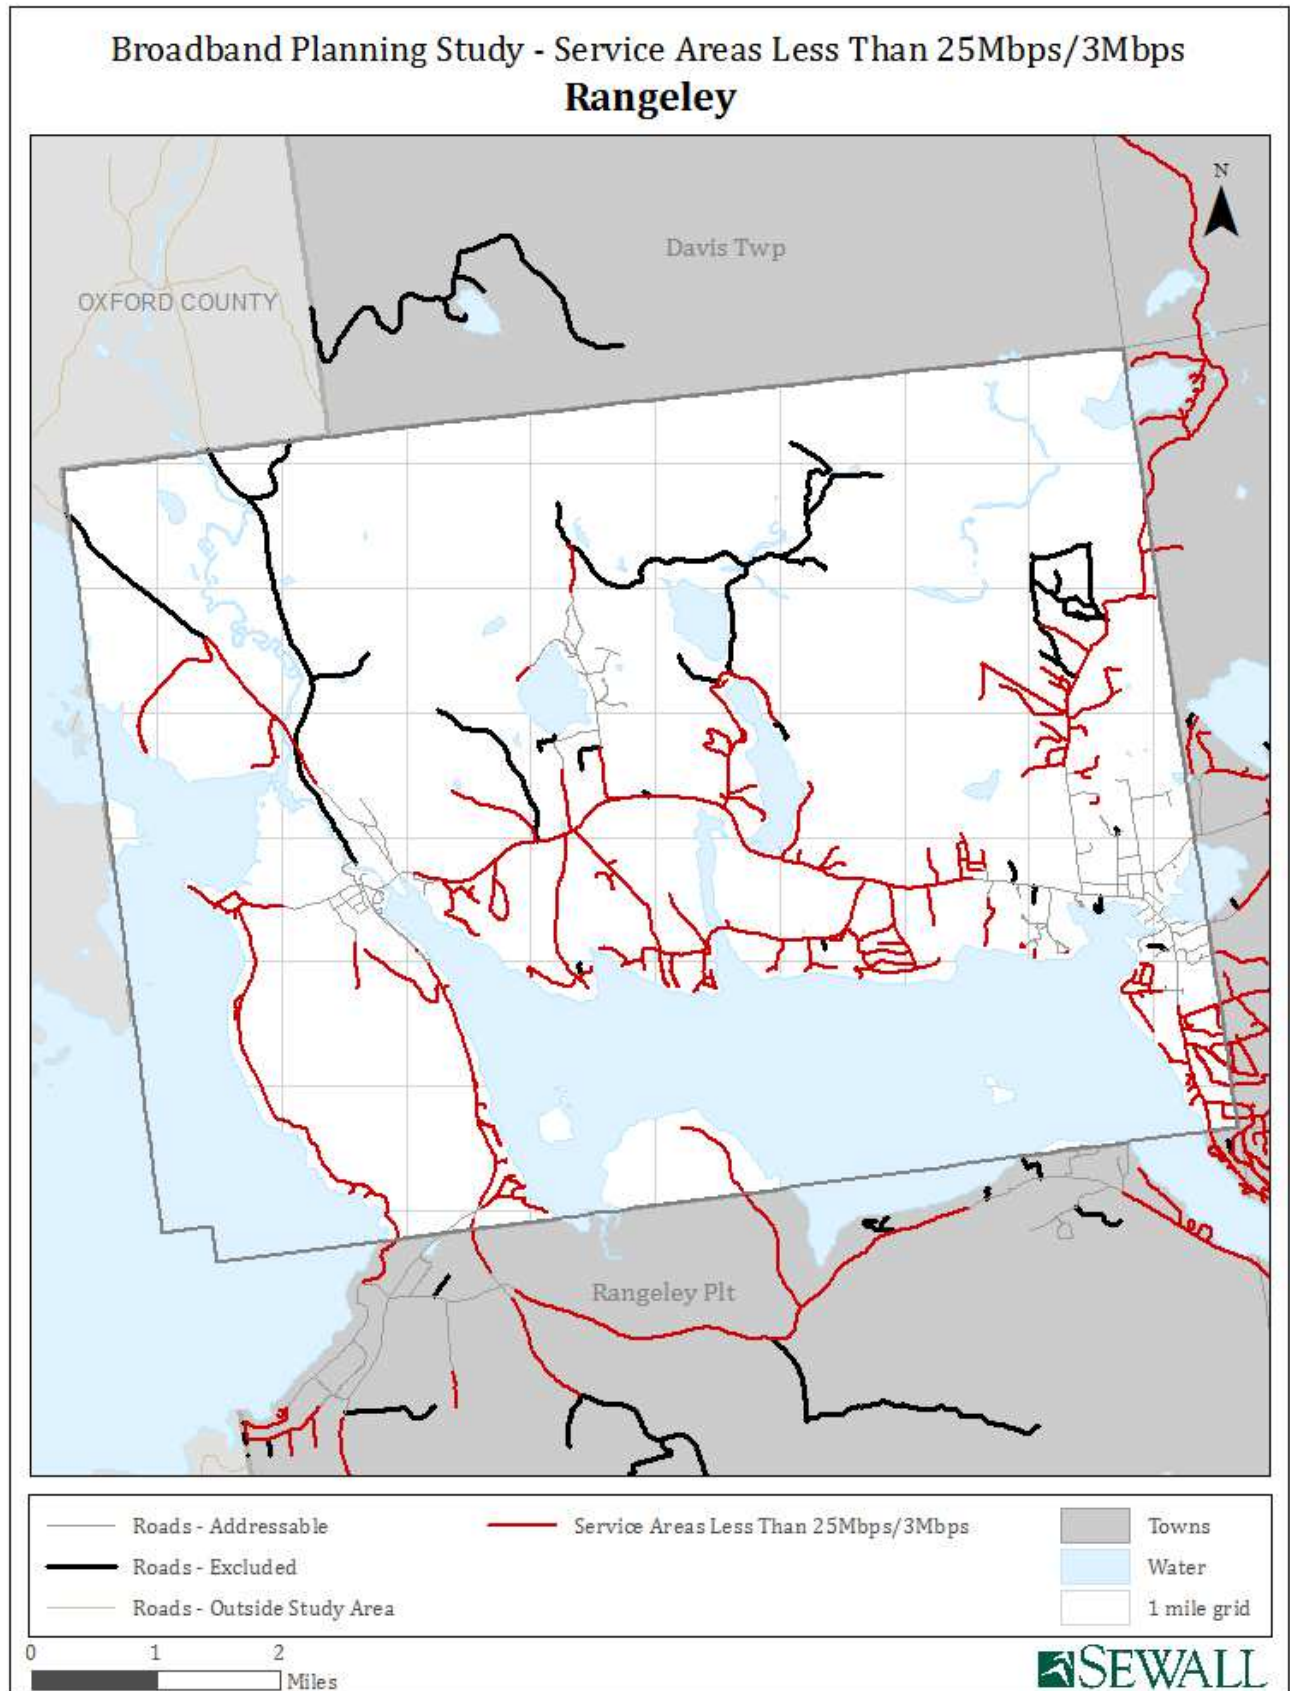 Broadband Planning Study - Service Areas Less Than 25Mbps/3Mbps
Rangeley
N
Davis Twp
OXFORD COUNTY
Rangeley Plt
Roads - Addressable
Roads - Excluded
Roads - Outside Study Area
Service Areas Less Than 25Mbps/3Mbps
Towns
Water
1 mile grid
0 1 2
Miles
SEWALL